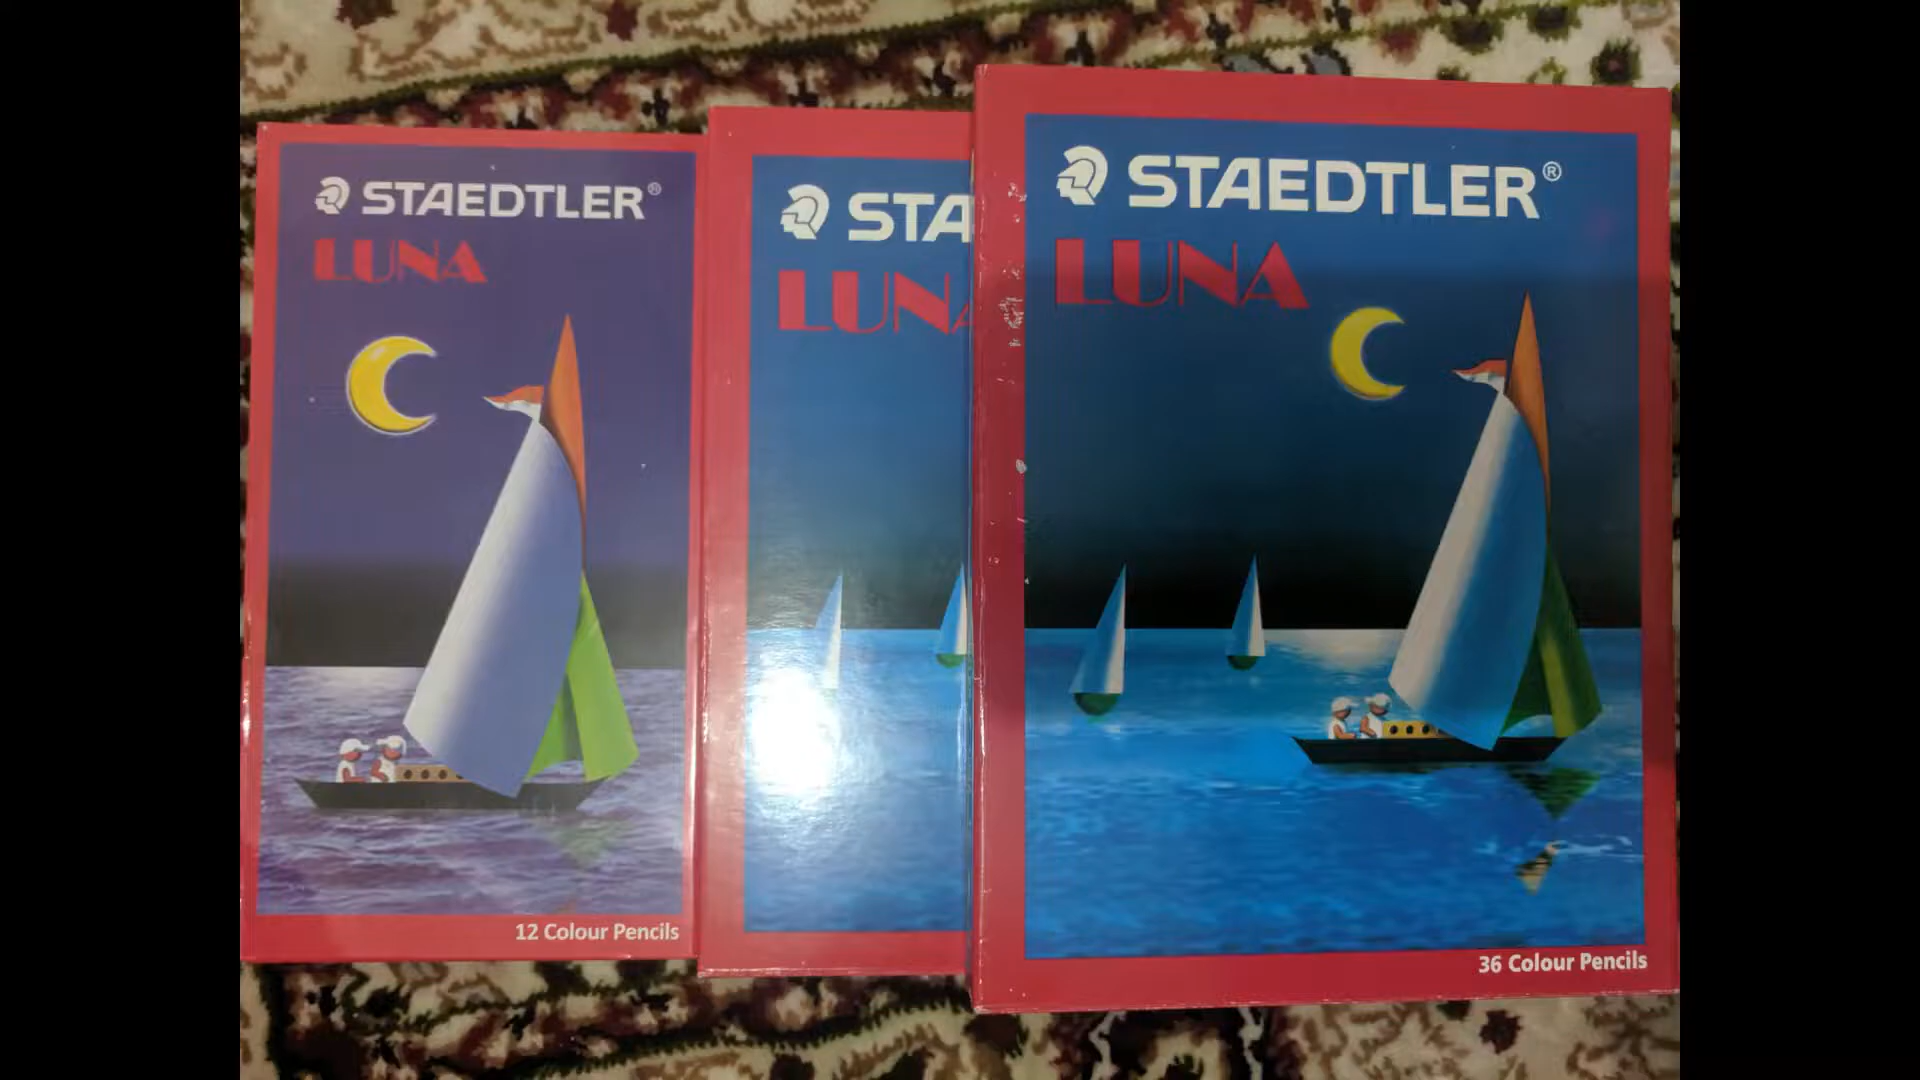 STAEDTLER®
LUNA
12 Colour Pencils
STA
LUNA
STAEDTLER®
LUNA
36 Colour Pencils